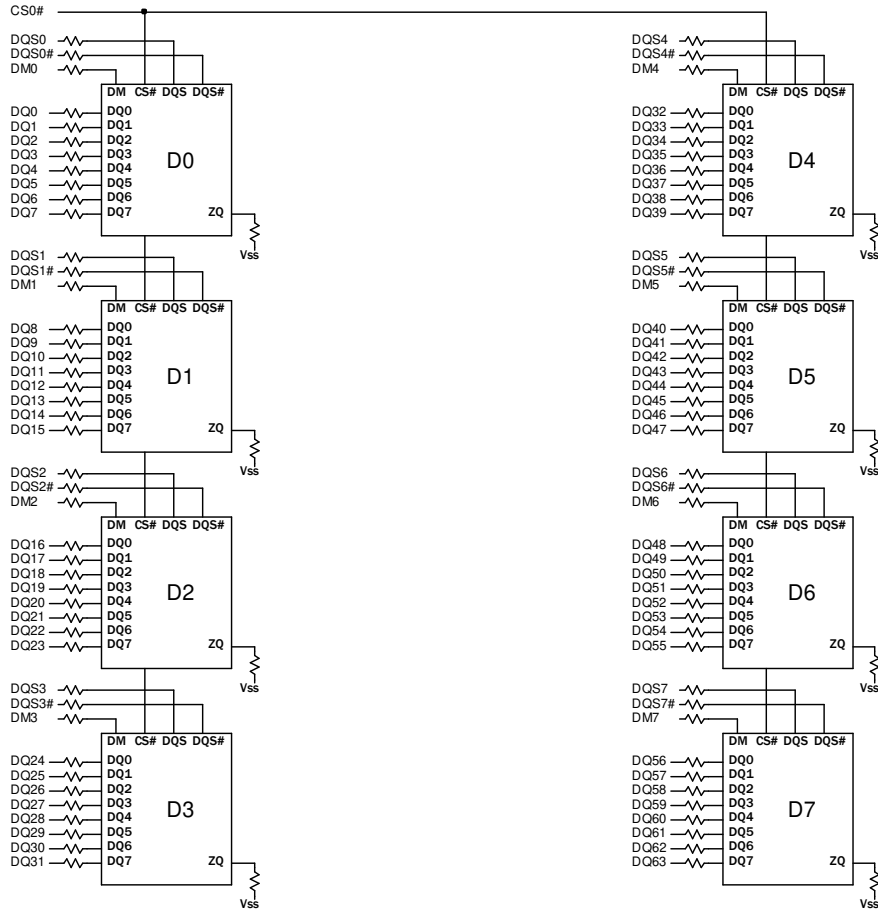 CS0#
DQS0
DQS0#
DM0
DM CS# DQS DQS#
DQ0 DQ0
DQ1 DQ1
DQ2 DQ2
DQ3 DQ3
DQ4 DQ4
DQ5 DQ5
DQ6 DQ6
DQ7 DQ7 ZQ
D0
Vss
DQS1
DQS1#
DM1
DM CS# DQS DQS#
DQ8 DQ0
DQ9 DQ1
DQ10 DQ2
DQ11 DQ3
DQ12 DQ4
DQ13 DQ5
DQ14 DQ6
DQ15 DQ7 ZQ
D1
Vss
DQS2
DQS2#
DM2
DM CS# DQS DQS#
DQ16 DQ0
DQ17 DQ1
DQ18 DQ2
DQ19 DQ3
DQ20 DQ4
DQ21 DQ5
DQ22 DQ6
DQ23 DQ7 ZQ
D2
Vss
DQS3
DQS3#
DM3
DM CS# DQS DQS#
DQ24 DQ0
DQ25 DQ1
DQ26 DQ2
DQ27 DQ3
DQ28 DQ4
DQ29 DQ5
DQ30 DQ6
DQ31 DQ7 ZQ
D3
Vss
DQS4
DQS4#
DM4
DM CS# DQS DQS#
DQ32 DQ0
DQ33 DQ1
DQ34 DQ2
DQ35 DQ3
DQ36 DQ4
DQ37 DQ5
DQ38 DQ6
DQ39 DQ7 ZQ
D4
Vss
DQS5
DQS5#
DM5
DM CS# DQS DQS#
DQ40 DQ0
DQ41 DQ1
DQ42 DQ2
DQ43 DQ3
DQ44 DQ4
DQ45 DQ5
DQ46 DQ6
DQ47 DQ7 ZQ
D5
Vss
DQS6
DQS6#
DM6
DM CS# DQS DQS#
DQ48 DQ0
DQ49 DQ1
DQ50 DQ2
DQ51 DQ3
DQ52 DQ4
DQ53 DQ5
DQ54 DQ6
DQ55 DQ7 ZQ
D6
Vss
DQS7
DQS7#
DM7
DM CS# DQS DQS#
DQ56 DQ0
DQ57 DQ1
DQ58 DQ2
DQ59 DQ3
DQ60 DQ4
DQ61 DQ5
DQ62 DQ6
DQ63 DQ7 ZQ
D7
Vss